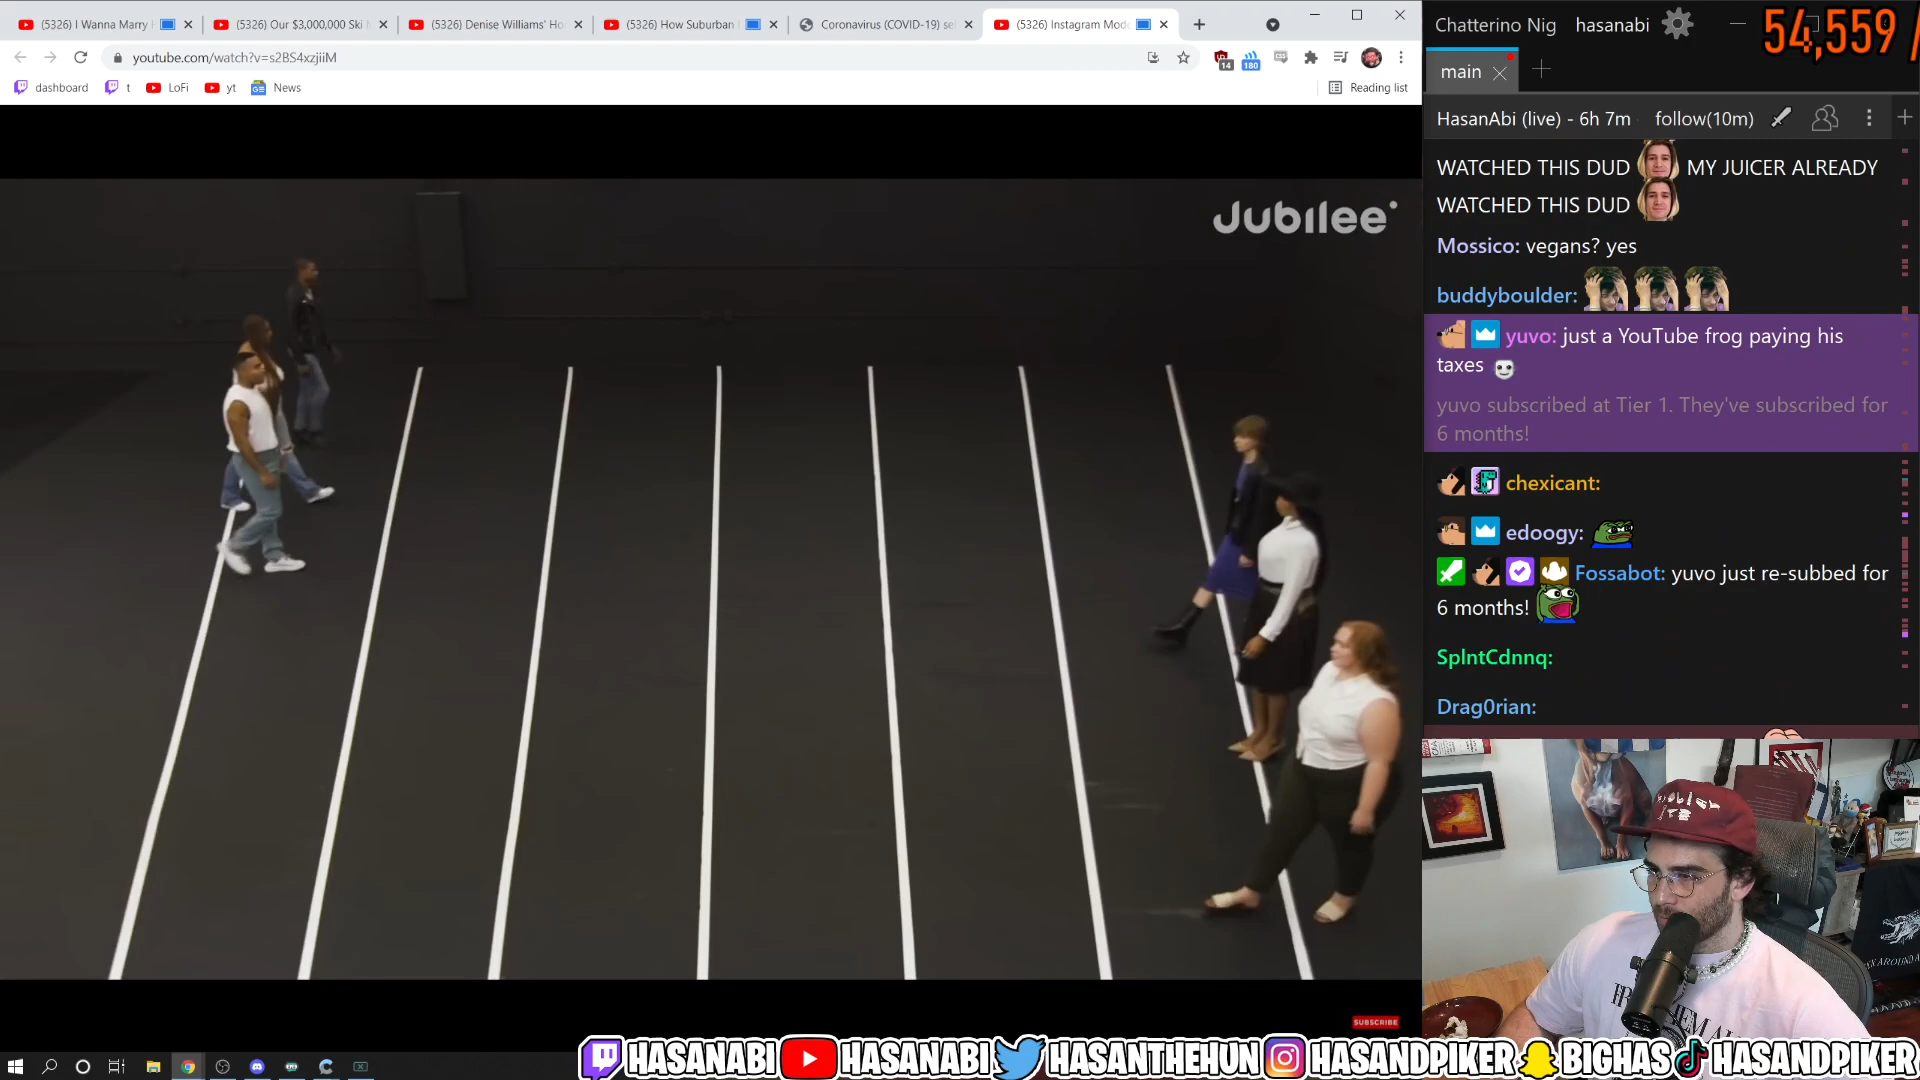 (5326) I Wanna Marry
(5326) Our $3,000,000 Ski
(5326) Denise Williams' Ho
(5326) How Suburban
Coronavirus (COVID-19) se
(5326) Instagram Mode
youtube.com/watch?v=s2BS4xzjiiM
14
180
dashboard
t
LoFi
yt
News
Reading list
Jubilee
SUBSCRIBE
Chatterino Nig
hasanabi
54,559 /
main
HasanAbi (live) - 6h 7m
follow(10m)
WATCHED THIS DUD MY JUICER ALREADY
WATCHED THIS DUD
Mossico: vegans? yes
buddyboulder:
yuvo: just a YouTube frog paying his
taxes
yuvo subscribed at Tier 1. They've subscribed for
6 months!
chexicant:
edoogy:
Fossabot: yuvo just re-subbed for
6 months!
SplntCdnnq:
Drag0rian:
HASANABI
HASANABI
HASANTHEHUN
HASANDPIKER
BIGHAS
HASANDPIKER